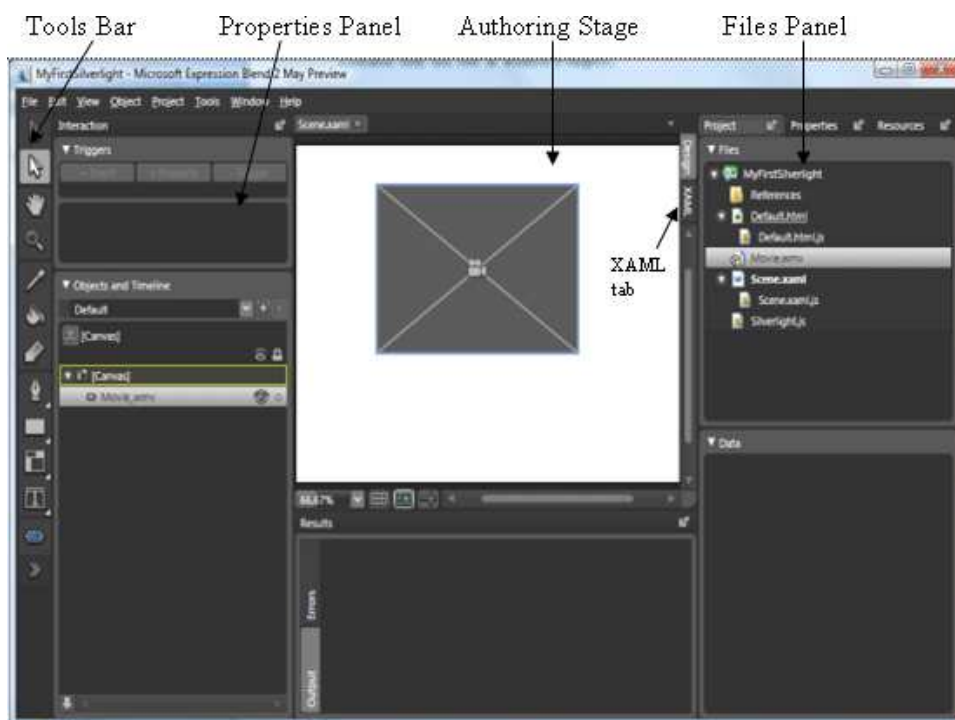 Tools Bar Properties Panel Authoring Stage Files Panel
MyFirstSilverlight - Microsoft Expression Blend 2 May Preview
File Edit View Object Project Tools Window Help
Interaction
Triggers
Objects and Timeline
Default
[Canvas]
[Canvas]
Movie_wmv
Scene.xaml
Design
XAML
XAML
tab
66.67%
Results
Errors
Output
Project Properties Resources
Files
MyFirstSilverlight
References
Default.html
Default.html.js
Movie.wmv
Scene.xaml
Scene.xaml.js
Silverlight.js
Data